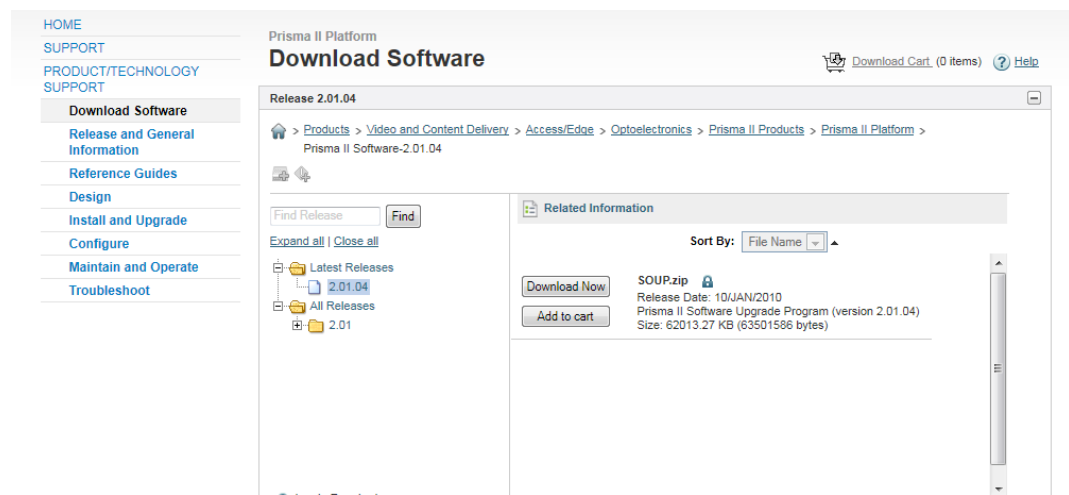 HOME
SUPPORT
PRODUCT/TECHNOLOGY
SUPPORT
Download Software
Release and General
Information
Reference Guides
Design
Install and Upgrade
Configure
Maintain and Operate
Troubleshoot
Prisma II Platform
Download Software
Download Cart (0 items) ? Help
Release 2.01.04
> Products > Video and Content Delivery > Access/Edge > Optoelectronics > Prisma II Products > Prisma II Platform >
Prisma II Software-2.01.04
Find Release Find
Expand all | Close all
Latest Releases
2.01.04
All Releases
2.01
Related Information
Sort By: File Name
Download Now
Add to cart
SOUP.zip
Release Date: 10/JAN/2010
Prisma II Software Upgrade Program (version 2.01.04)
Size: 62013.27 KB (63501586 bytes)